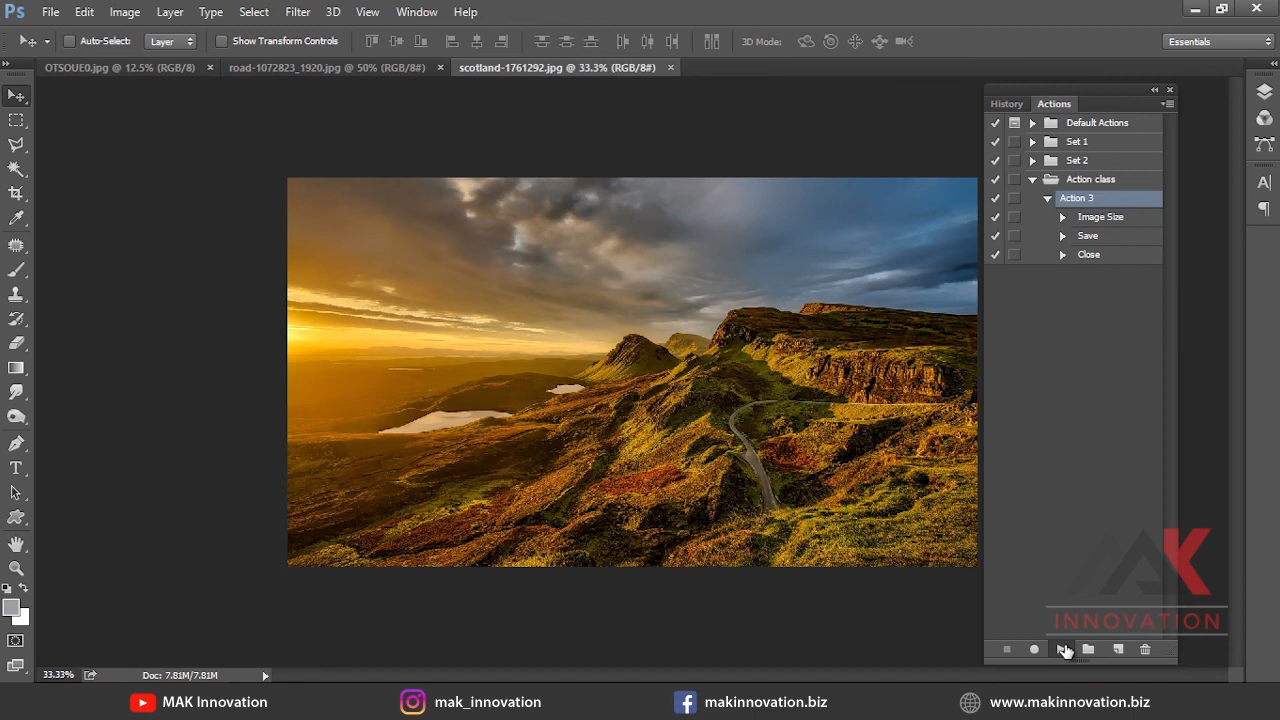 Ps File Edit Image Layer Type Select Filter 3D View Window Help
Auto-Select: Layer Show Transform Controls 3D Mode: Essentials
OTSOUE0.jpg @ 12.5% (RGB/8) × road-1072823_1920.jpg @ 50% (RGB/8#) × scotland-1761292.jpg @ 33.3% (RGB/8#) ×
History Actions
Default Actions
Set 1
Set 2
Action class
Action 3
Image Size
Save
Close
MAK
INNOVATION
33.33% Doc: 7.81M/7.81M
MAK Innovation mak_innovation makinnovation.biz www.makinnovation.biz